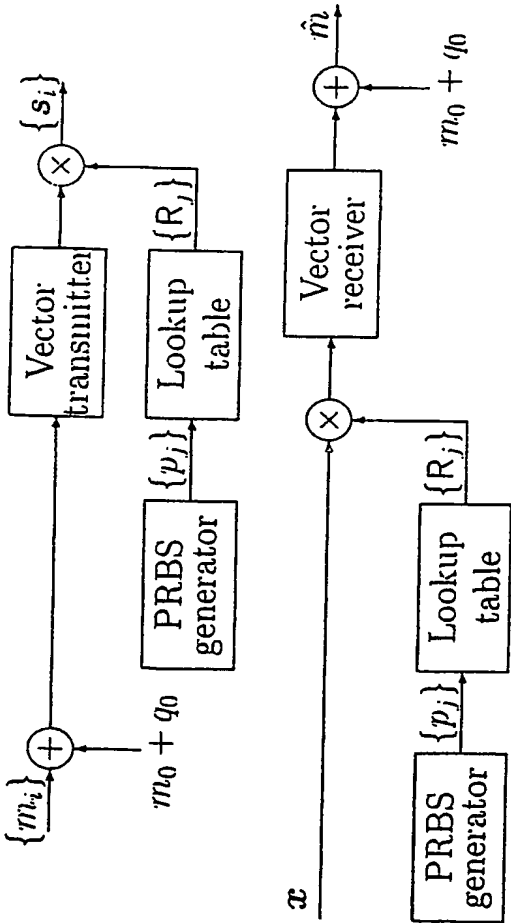 {m_i}
m_0 + q_0
Vector
transmitter
{s_i}
PRBS
generator
{p_j}
Lookup
table
{R_j}
x
PRBS
generator
{p_j}
Lookup
table
{R_j}
Vector
receiver
m̂
m_0 + q_0